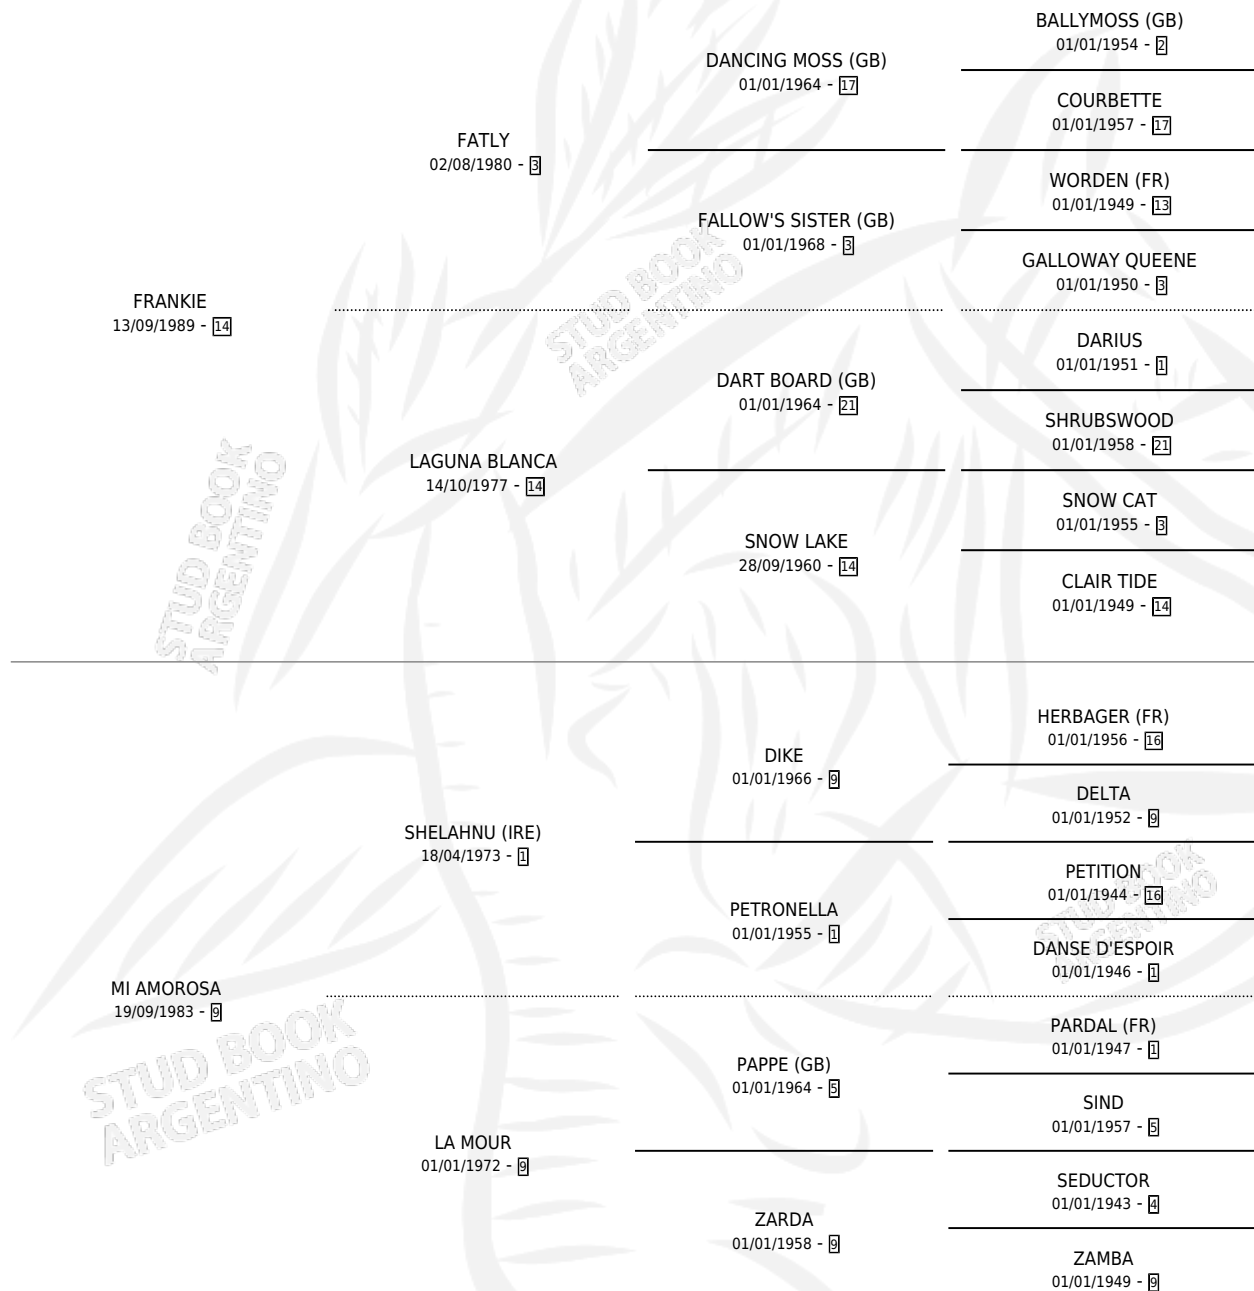 BALLYMOSS (GB)
01/01/1954 - 2
DANCING MOSS (GB)
01/01/1964 - 17
COURBETTE
01/01/1957 - 17
FATLY
02/08/1980 - 3
WORDEN (FR)
01/01/1949 - 13
FALLOW'S SISTER (GB)
01/01/1968 - 3
GALLOWAY QUEENE
01/01/1950 - 3
FRANKIE
13/09/1989 - 14
DARIUS
01/01/1951 - 1
DART BOARD (GB)
01/01/1964 - 21
SHRUBSWOOD
01/01/1958 - 21
LAGUNA BLANCA
14/10/1977 - 14
SNOW CAT
01/01/1955 - 3
SNOW LAKE
28/09/1960 - 14
CLAIR TIDE
01/01/1949 - 14
HERBAGER (FR)
01/01/1956 - 16
DIKE
01/01/1966 - 9
DELTA
01/01/1952 - 9
SHELAHNU (IRE)
18/04/1973 - 1
PETITION
01/01/1944 - 16
PETRONELLA
01/01/1955 - 1
DANSE D'ESPOIR
01/01/1946 - 1
MI AMOROSA
19/09/1983 - 9
PARDAL (FR)
01/01/1947 - 1
PAPPE (GB)
01/01/1964 - 5
SIND
01/01/1957 - 5
LA MOUR
01/01/1972 - 9
SEDUCTOR
01/01/1943 - 4
ZARDA
01/01/1958 - 9
ZAMBA
01/01/1949 - 9
STUD BOOK
ARGENTINO
STUD BOOK
ARGENTINO
STUD BOOK
ARGENTINO
STUD BOOK
ARGENTINO